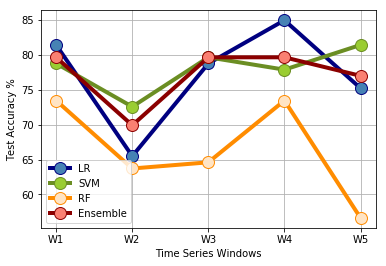 85
80
75
70
65
60
Test Accuracy %
LR
SVM
RF
Ensemble
W1 W2 W3 W4 W5
Time Series Windows